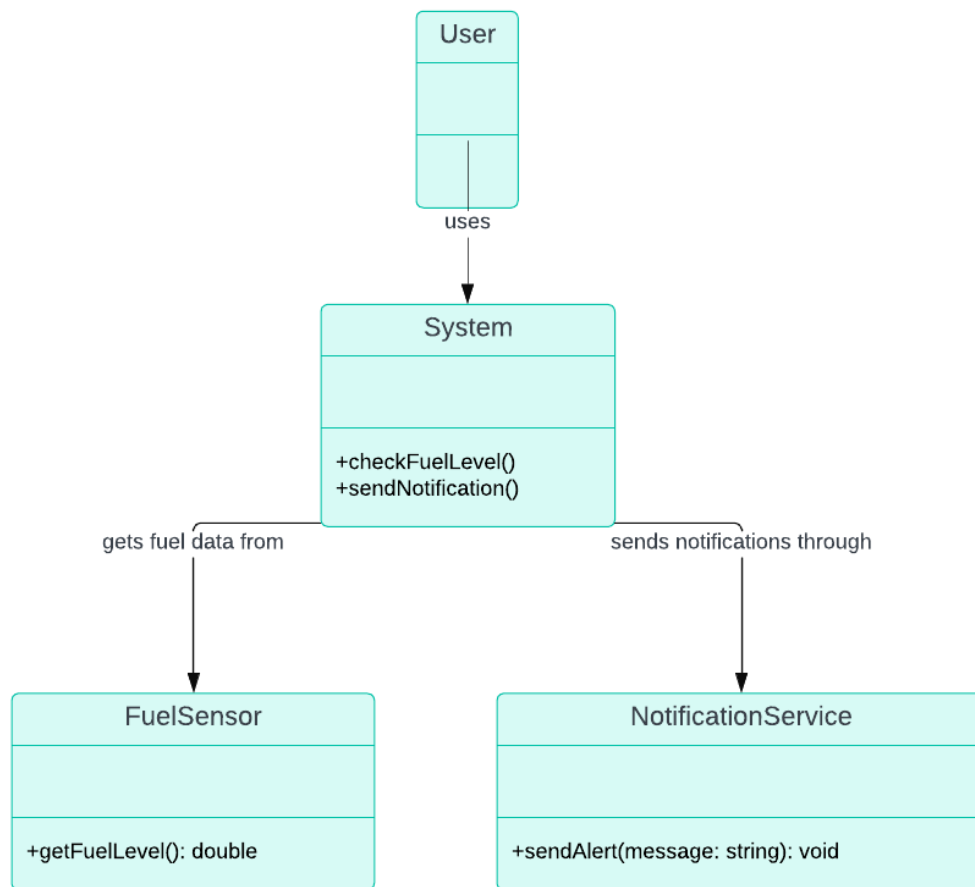 User
uses
System
+checkFuelLevel()
+sendNotification()
gets fuel data from
sends notifications through
FuelSensor
NotificationService
+getFuelLevel(): double
+sendAlert(message: string): void